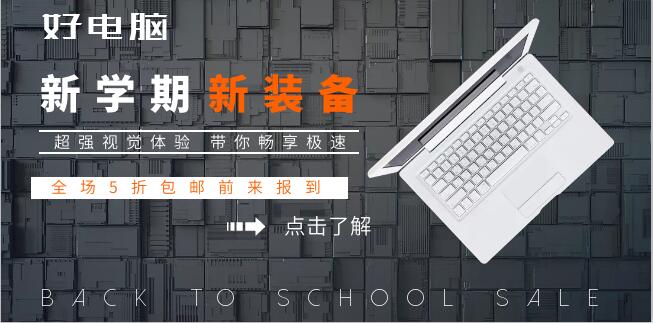 好电脑
新学期 新装备
超强视觉体验 带你畅享极速
全场5折包邮前来报到
点击了解
BACK TO SCHOOL SALE